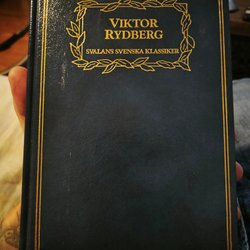 VIKTOR
RYDBERG
SVALANS SVENSKA KLASSIKER